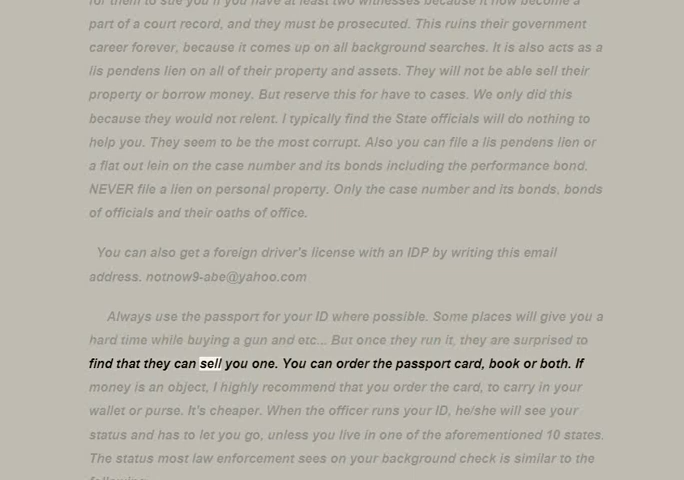 for them to sue you if you have at least two witnesses because it now become a
part of a court record, and they must be prosecuted. This ruins their government
career forever, because it comes up on all background searches. It is also acts as a
lis pendens lien on all of their property and assets. They will not be able sell their
property or borrow money. But reserve this for have to cases. We only did this
because they would not relent. I typically find the State officials will do nothing to
help you. They seem to be the most corrupt. Also you can file a lis pendens lien or
a flat out lein on the case number and its bonds including the performance bond.
NEVER file a lien on personal property. Only the case number and its bonds, bonds
of officials and their oaths of office.
You can also get a foreign driver's license with an IDP by writing this email
address. notnow9-abe@yahoo.com
Always use the passport for your ID where possible. Some places will give you a
hard time while buying a gun and etc... But once they run it, they are surprised to
find that they can sell you one. You can order the passport card, book or both. If
money is an object, I highly recommend that you order the card, to carry in your
wallet or purse. It's cheaper. When the officer runs your ID, he/she will see your
status and has to let you go, unless you live in one of the aforementioned 10 states.
The status most law enforcement sees on your background check is similar to the
following: